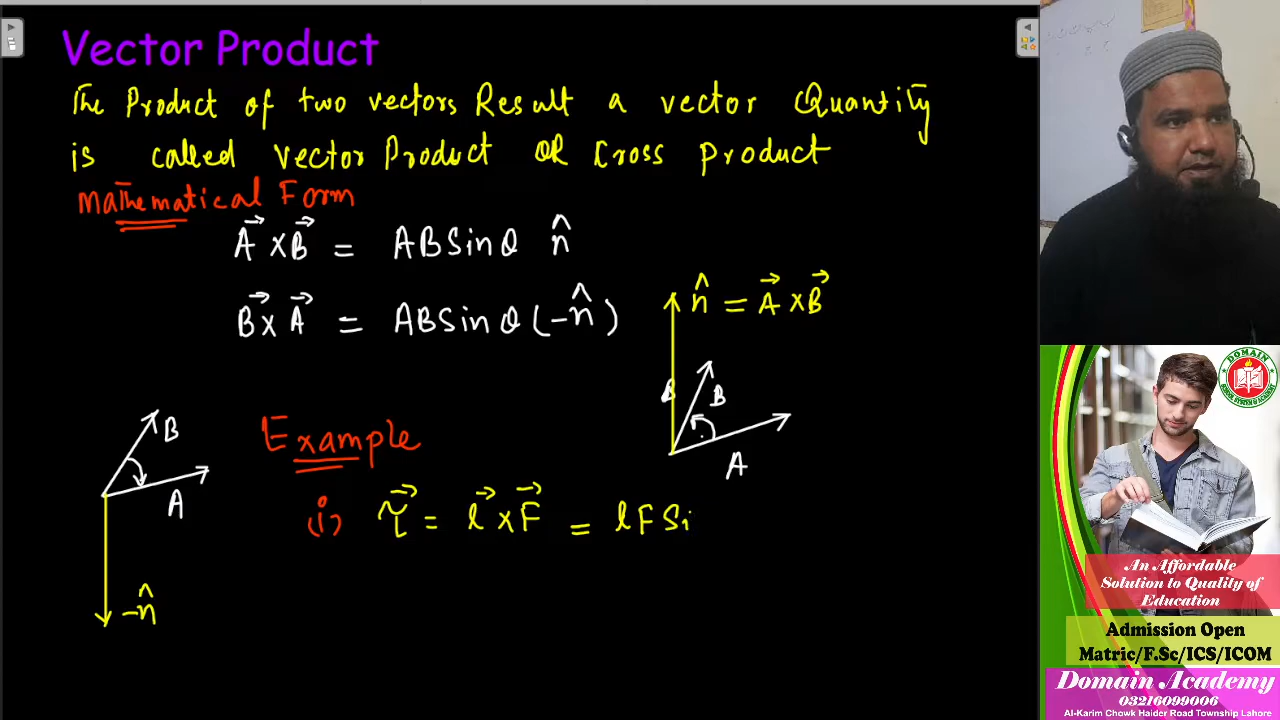 Vector Product
The Product of two vectors Result a vector Quantity
is called vector Product OR Cross product
Mathematical Form
A⃗ × B⃗ = ABSinθ n̂
B⃗ × A⃗ = ABSinθ (-n̂)
n̂ = A⃗ × B⃗
B
A
B
A
-n̂
Example
(i) τ⃗ = l⃗ × F⃗ = lFSi
DOMAIN
An Affordable
Solution to Quality of
Education
Admission Open
Matric/F.Sc/ICS/ICOM
Domain Academy
03216099006
Al-Karim Chowk Haider Road Township Lahore